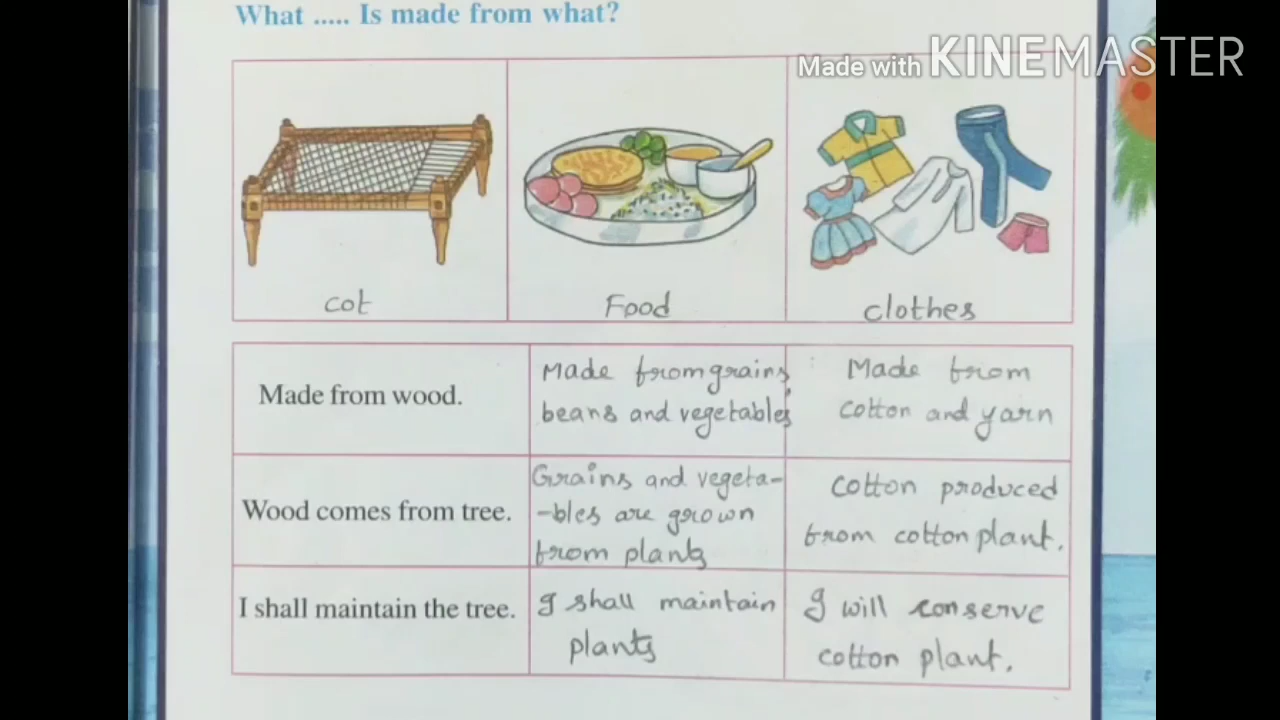 What ..... Is made from what?
Made with KINEMASTER
cot
Food
clothes
Made from wood.
Made from grains,
beans and vegetables
Made from
cotton and yarn
Wood comes from tree.
Grains and vegeta-
-bles are grown
from plants
Cotton produced
from cotton plant.
I shall maintain the tree.
I shall maintain
plants
I will conserve
cotton plant.